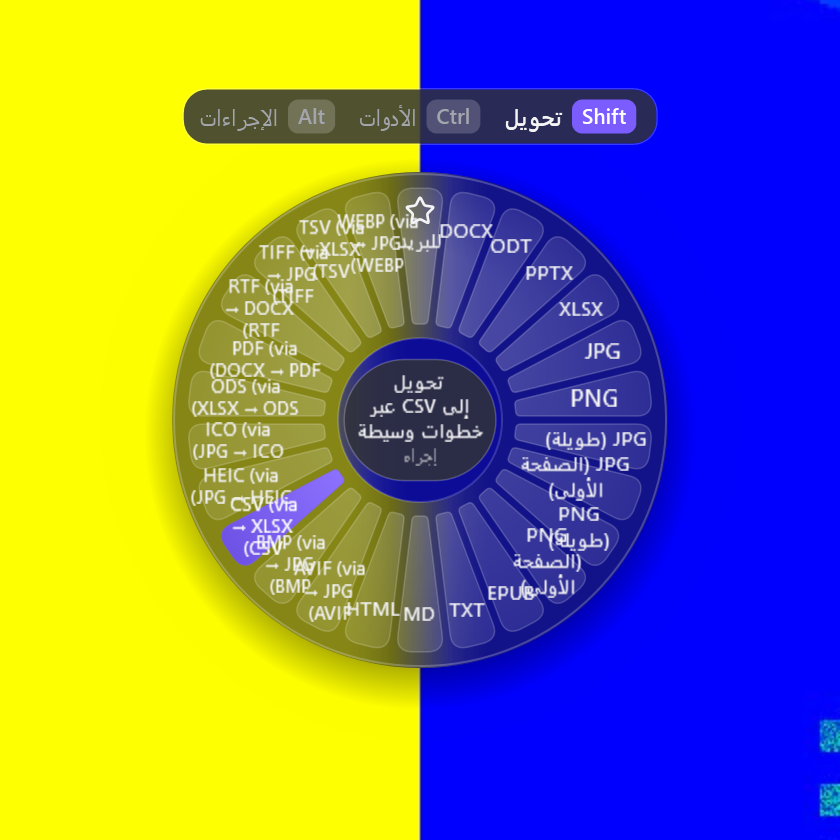 Shift تحويل Ctrl الأدوات Alt الإجراءات
للبريد
DOCX
ODT
PPTX
XLSX
JPG
PNG
JPG (طويلة)
JPG (الصفحة
الأولى)
PNG
(طويلة)
PNG
(الصفحة
الأولى)
EPUB
TXT
MD
HTML
AVIF (via
→ JPG
(AVIF
BMP (via
→ JPG
(BMP
CSV (via
→ XLSX
(CSV
HEIC (via
(JPG → HEIC
ICO (via
(JPG → ICO
ODS (via
(XLSX → ODS
PDF (via
(DOCX → PDF
RTF (via
→ DOCX
(RTF
TIFF (via
→ JPG
(TIFF
TSV (via
→ XLSX
(TSV
WEBP (via
→ JPG
(WEBP
تحويل
إلى CSV عبر
خطوات وسيطة
إجراء